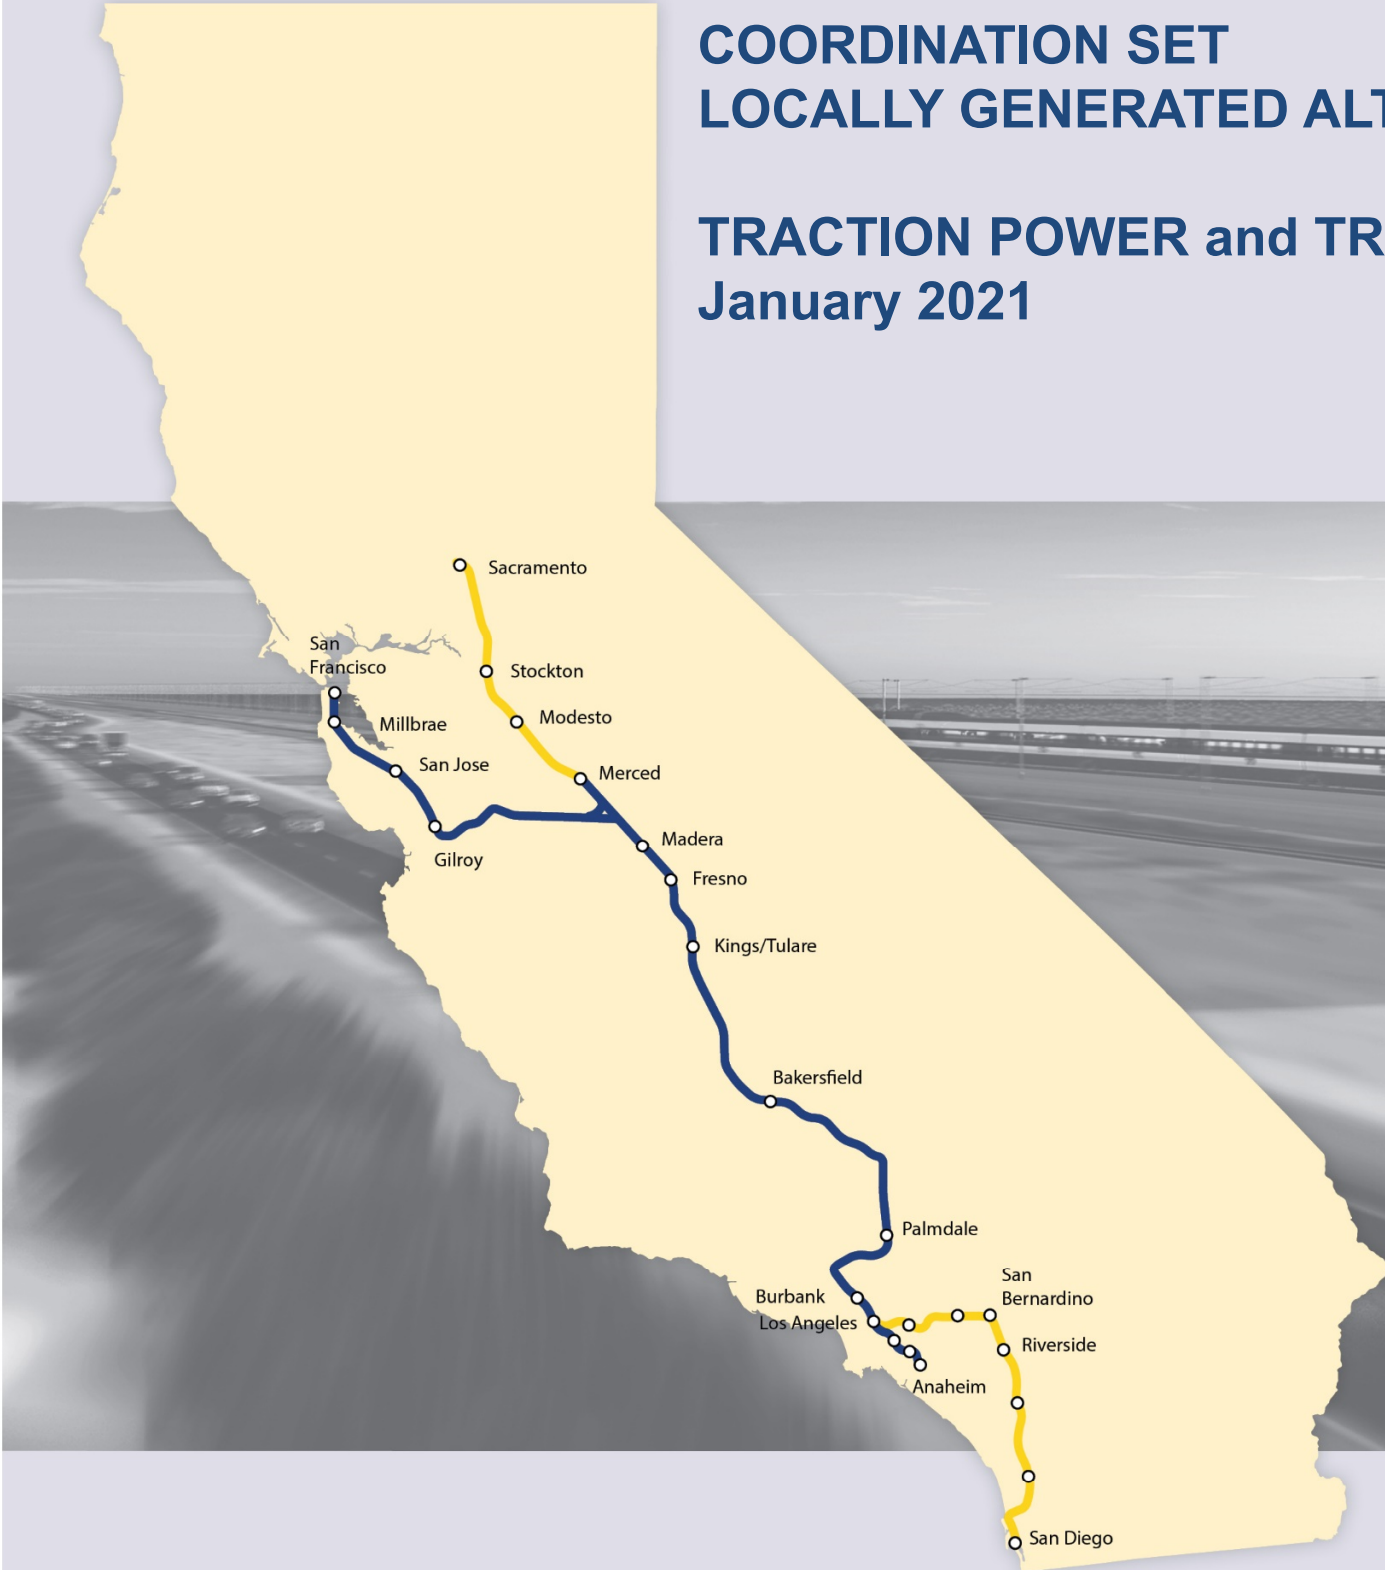 COORDINATION SET
LOCALLY GENERATED ALT
TRACTION POWER and TR
January 2021
Sacramento
San
Francisco
Stockton
Modesto
Millbrae
San Jose
Merced
Madera
Gilroy
Fresno
Kings/Tulare
Bakersfield
Palmdale
San
Bernardino
Burbank
Los Angeles
Riverside
Anaheim
San Diego